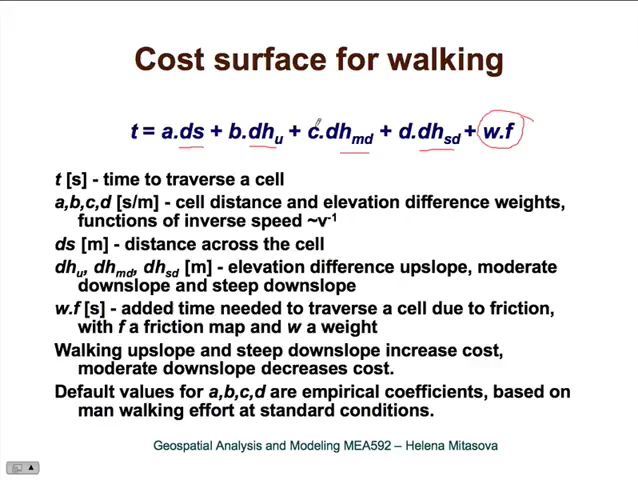 Cost surface for walking
t = a.ds + b.dhu + c.dhmd + d.dhsd + w.f
t [s] - time to traverse a cell
a,b,c,d [s/m] - cell distance and elevation difference weights,
functions of inverse speed ~v-1
ds [m] - distance across the cell
dhu, dhmd, dhsd [m] - elevation difference upslope, moderate
downslope and steep downslope
w.f [s] - added time needed to traverse a cell due to friction,
with f a friction map and w a weight
Walking upslope and steep downslope increase cost,
moderate downslope decreases cost.
Default values for a,b,c,d are empirical coefficients, based on
man walking effort at standard conditions.
Geospatial Analysis and Modeling MEA592 – Helena Mitasova